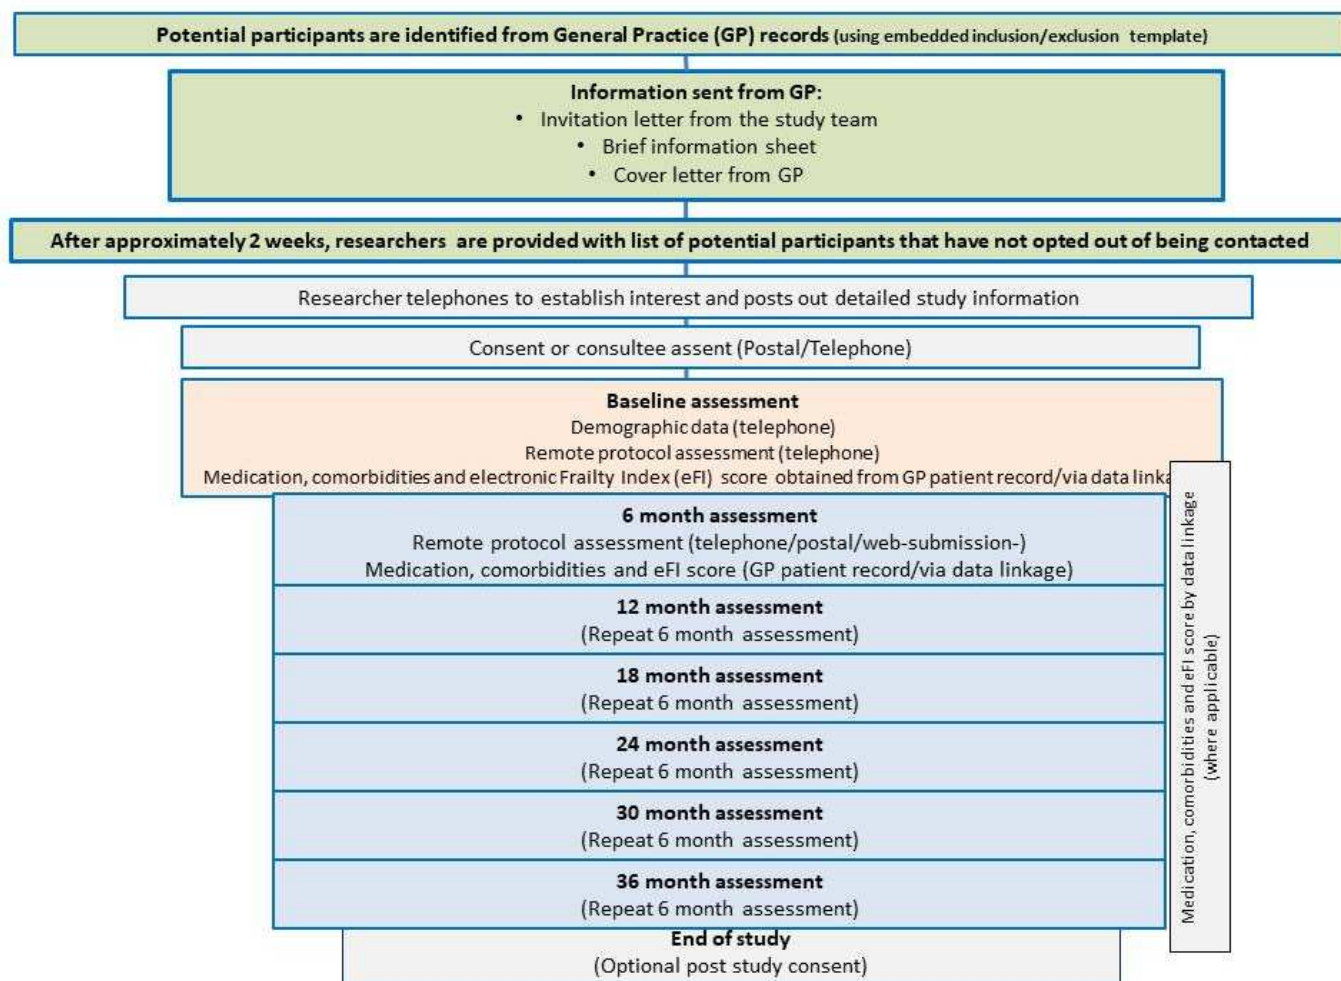 Potential participants are identified from General Practice (GP) records (using embedded inclusion/exclusion template)
Information sent from GP:
• Invitation letter from the study team
• Brief information sheet
• Cover letter from GP
After approximately 2 weeks, researchers are provided with list of potential participants that have not opted out of being contacted
Researcher telephones to establish interest and posts out detailed study information
Consent or consultee assent (Postal/Telephone)
Baseline assessment
Demographic data (telephone)
Remote protocol assessment (telephone)
Medication, comorbidities and electronic Frailty Index (eFI) score obtained from GP patient record/via data
6 month assessment
Remote protocol assessment (telephone/postal/web-submission-)
Medication, comorbidities and eFI score (GP patient record/via data linkage)
12 month assessment
(Repeat 6 month assessment)
18 month assessment
(Repeat 6 month assessment)
24 month assessment
(Repeat 6 month assessment)
30 month assessment
(Repeat 6 month assessment)
36 month assessment
(Repeat 6 month assessment)
End of study
(Optional post study consent)
Medication, comorbidities and eFI score by data linkage
(where applicable)